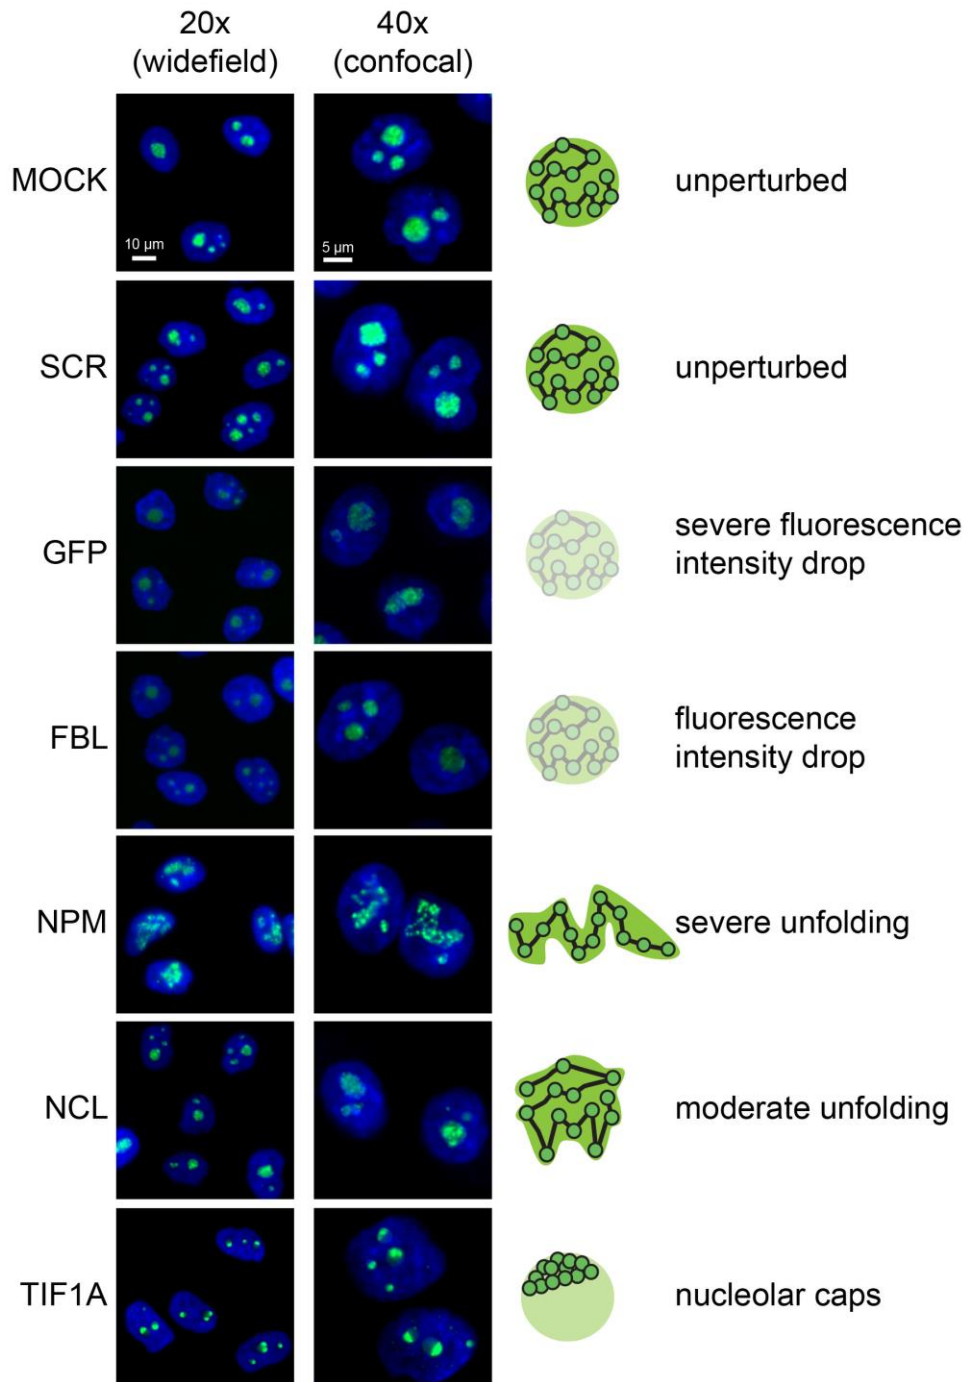 20x
(widefield)
40x
(confocal)
MOCK
10 µm
5 µm
unperturbed
SCR
unperturbed
GFP
severe fluorescence
intensity drop
FBL
fluorescence
intensity drop
NPM
severe unfolding
NCL
moderate unfolding
TIF1A
nucleolar caps